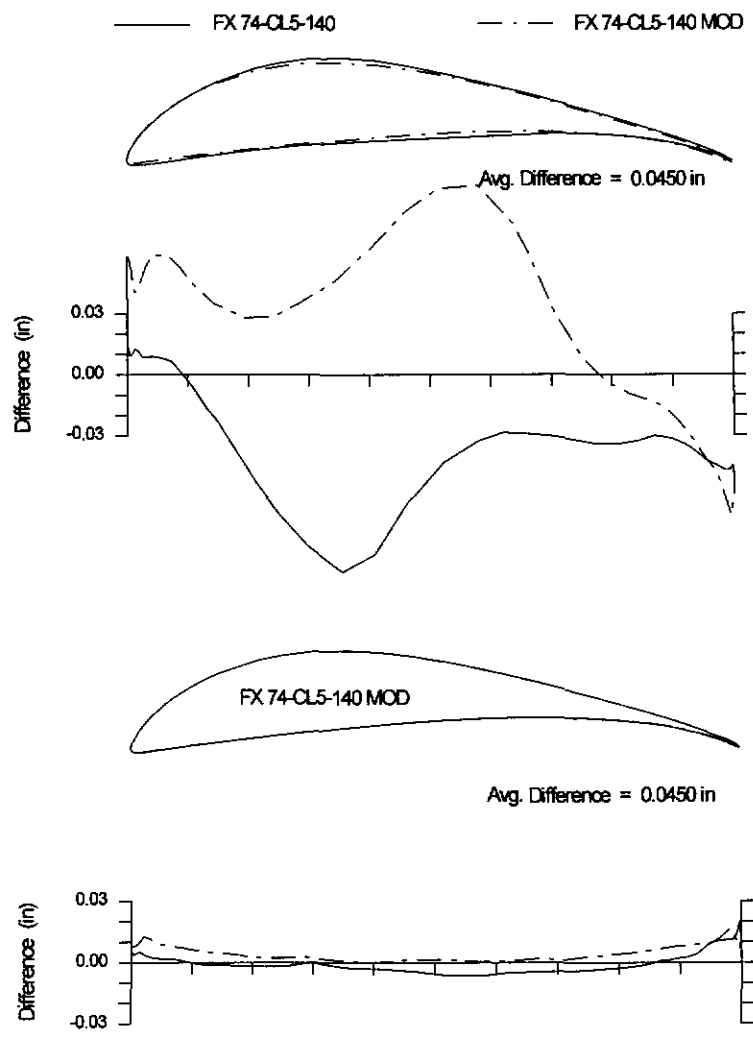 FX 74-CL5-140
FX 74-CL5-140 MOD
Avg. Difference = 0.0450 in
Difference (in)
0.03
0.00
-0.03
FX 74-CL5-140 MOD
Avg. Difference = 0.0450 in
Difference (in)
0.03
0.00
-0.03